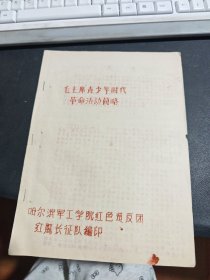 毛主席青少年时代
革命活动简略
哈尔滨军工学院红色造反团
红鹰长征队编印